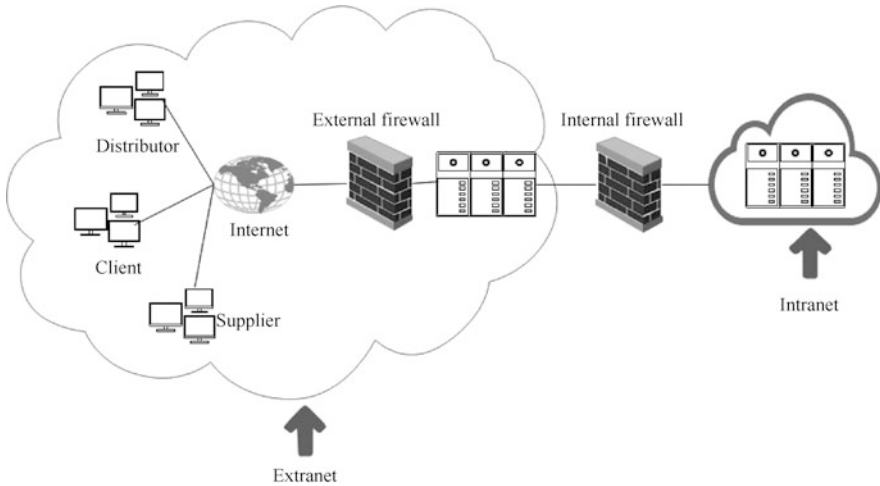 External firewall
Internal firewall
Distributor
Internet
Client
Supplier
Intranet
Extranet